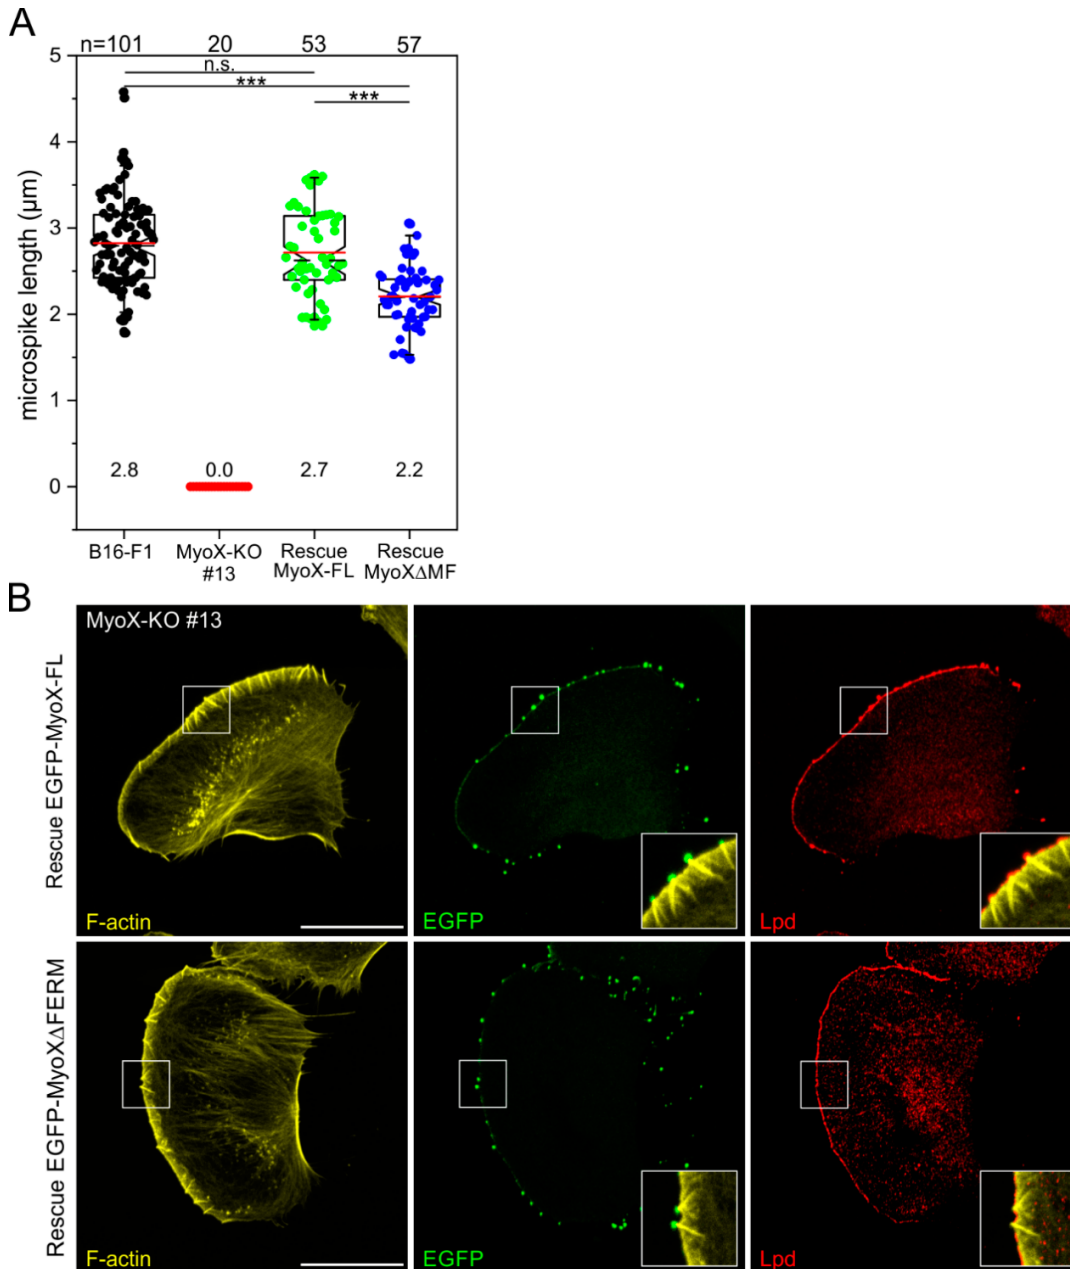 A
n=101 20 53 57
n.s.
***
***
5
4
3
2
1
0
microspike length (µm)
2.8 0.0 2.7 2.2
B16-F1 MyoX-KO #13 Rescue MyoX-FL Rescue MyoXΔMF
B
Rescue EGFP-MyoX-FL
MyoX-KO #13
F-actin EGFP Lpd
Rescue EGFP-MyoXΔFERM
F-actin EGFP Lpd